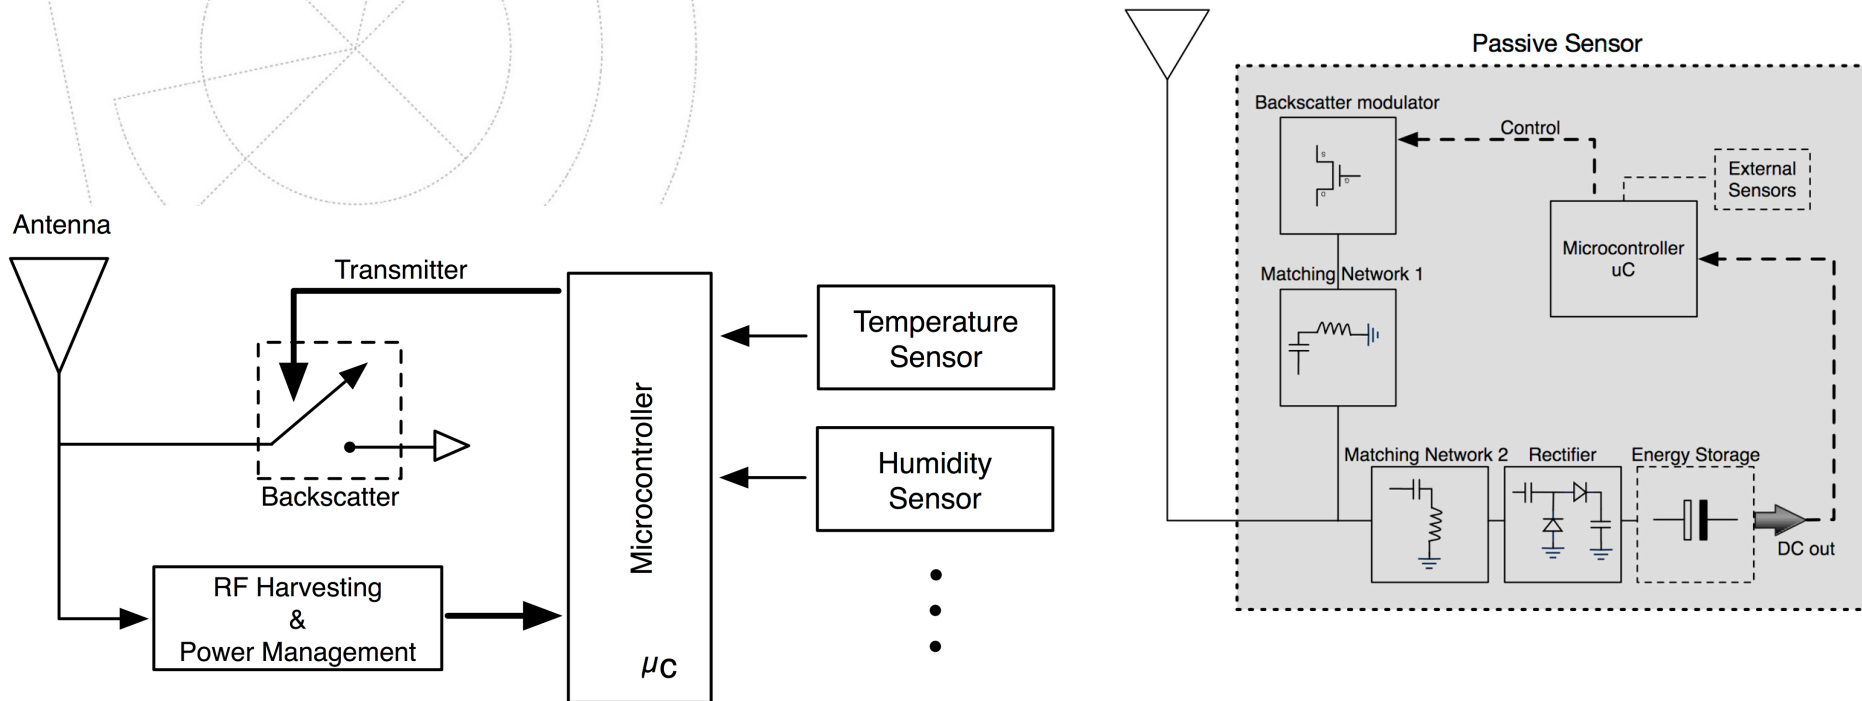 Antenna
Transmitter
Backscatter
RF Harvesting
&
Power Management
Microcontroller
µc
Temperature
Sensor
Humidity
Sensor
Passive Sensor
Backscatter modulator
S
G
D
Control
External
Sensors
Microcontroller
uC
Matching Network 1
Matching Network 2
Rectifier
Energy Storage
DC out